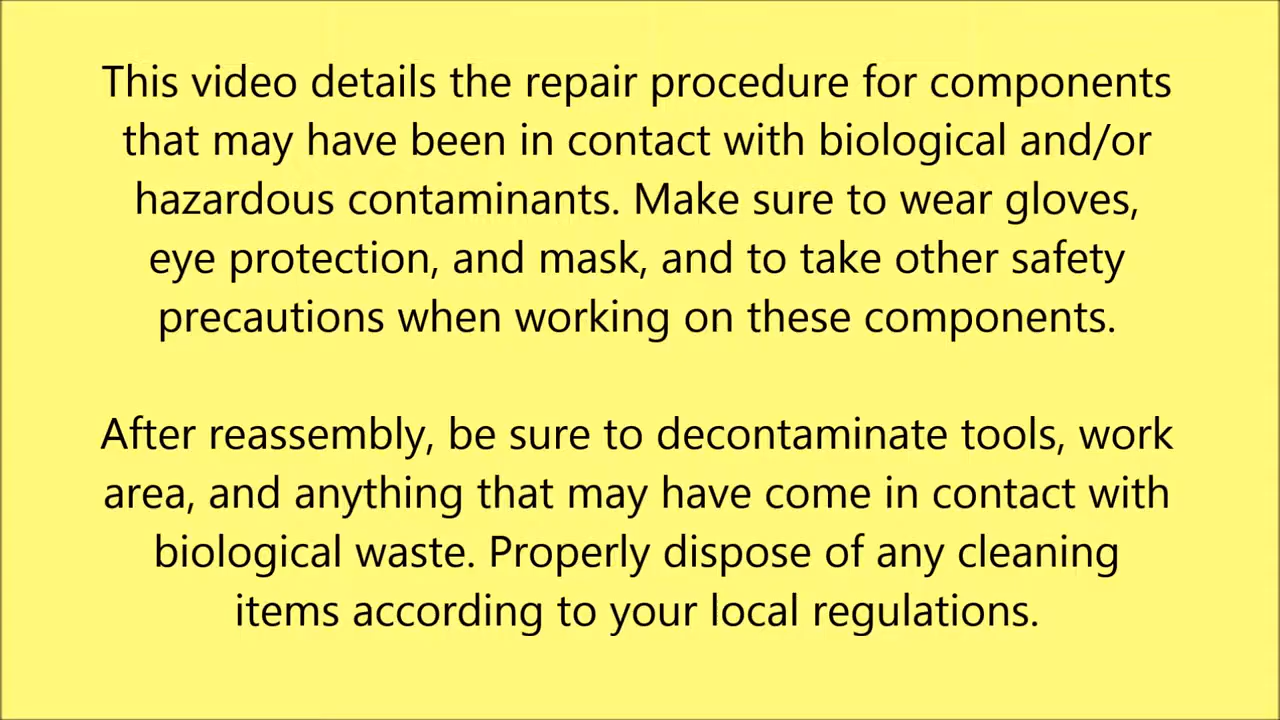 This video details the repair procedure for components
that may have been in contact with biological and/or
hazardous contaminants. Make sure to wear gloves,
eye protection, and mask, and to take other safety
precautions when working on these components.
After reassembly, be sure to decontaminate tools, work
area, and anything that may have come in contact with
biological waste. Properly dispose of any cleaning
items according to your local regulations.